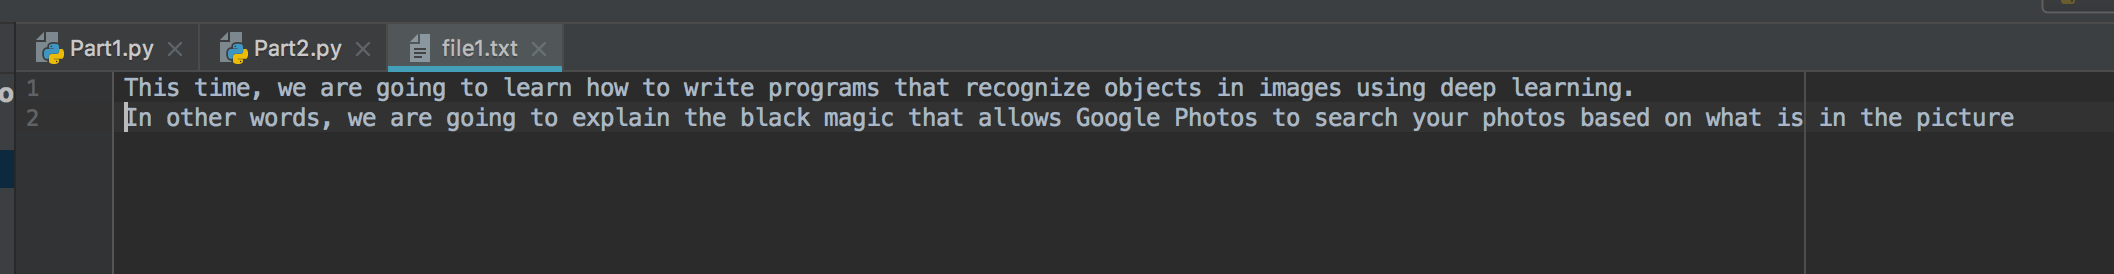 Part1.py Part2.py file1.txt
1 This time, we are going to learn how to write programs that recognize objects in images using deep learning.
2 In other words, we are going to explain the black magic that allows Google Photos to search your photos based on what is in the picture